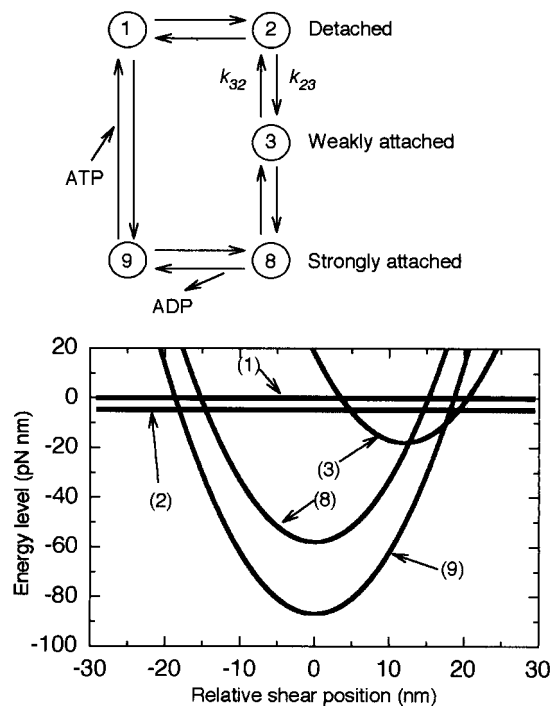 1
2
Detached
k32
k23
3
Weakly attached
ATP
9
8
Strongly attached
ADP
20
(1)
0
-20
(2)
(3)
(8)
-40
-60
(9)
-80
-100
Energy level (pN nm)
-30 -20 -10 0 10 20 30
Relative shear position (nm)